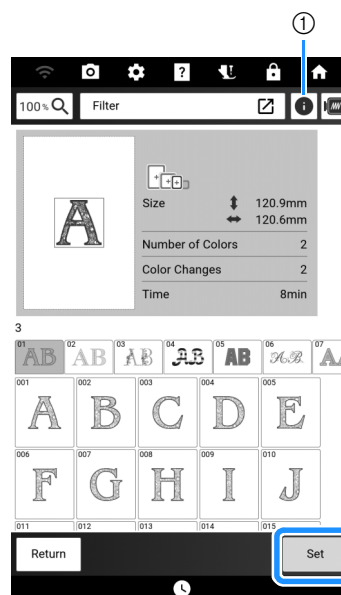 ①
?
100% Filter
i
A
Size 120.9mm
120.6mm
Number of Colors 2
Color Changes 2
Time 8min
3
01 AB 02 AB 03 AB 04 AB 05 AB 06 AB 07 A
001 A 002 B 003 C 004 D 005 E
006 F 007 G 008 H 009 I 010 J
011 012 013 014 015
Return Set